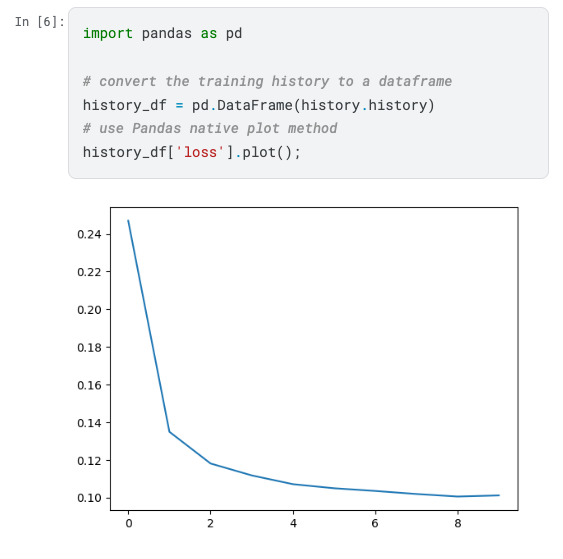 In [6]:
import pandas as pd
# convert the training history to a dataframe
history_df = pd.DataFrame(history.history)
# use Pandas native plot method
history_df['loss'].plot();
0.24
0.22
0.20
0.18
0.16
0.14
0.12
0.10
0 2 4 6 8